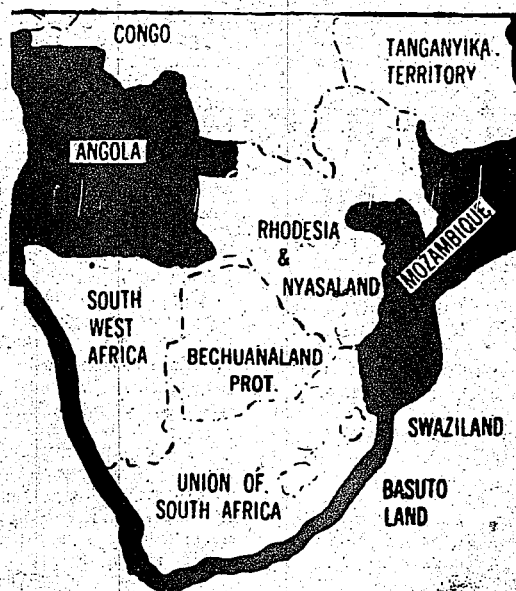 CONGO
TANGANYIKA
TERRITORY
ANGOLA
MOZAMBIQUE
RHODESIA
&
NYASALAND
SOUTH
WEST
AFRICA
BECHUANALAND
PROT.
SWAZILAND
UNION OF
SOUTH AFRICA
BASUTO
LAND